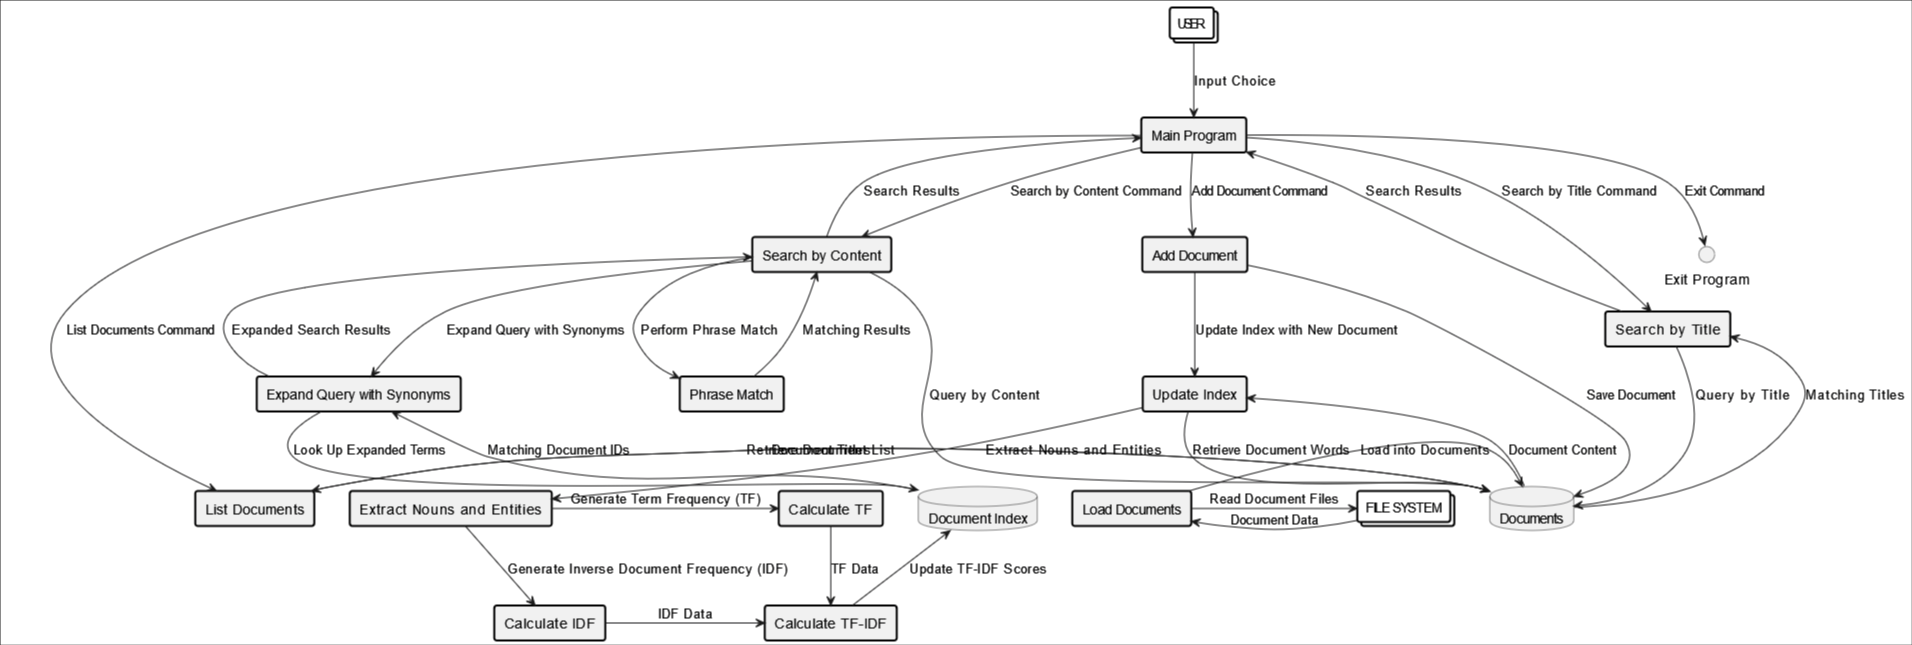 USER
Input Choice
Main Program
Search Results
Search by Content Command
Add Document Command
Search Results
Search by Title Command
Exit Command
Search by Content
Add Document
Exit Program
List Documents Command
Expanded Search Results
Expand Query with Synonyms
Perform Phrase Match
Matching Results
Update Index with New Document
Search by Title
Expand Query with Synonyms
Phrase Match
Query by Content
Update Index
Save Document
Query by Title
Matching Titles
Look Up Expanded Terms
Matching Document IDs
List
Extract Nouns and Entities
Retrieve Document Words
Load into Documents
Document Content
List Documents
Extract Nouns and Entities
Generate Term Frequency (TF)
Calculate TF
Document Index
Load Documents
Read Document Files
Document Data
FILE SYSTEM
Documents
Generate Inverse Document Frequency (IDF)
TF Data
Update TF-IDF Scores
Calculate IDF
IDF Data
Calculate TF-IDF